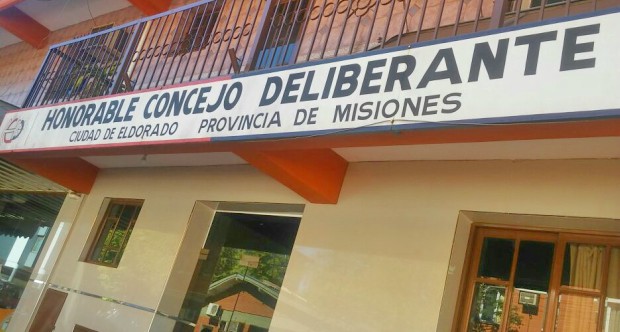 HONORABLE CONCEJO DELIBERANTE
CIUDAD DE ELDORADO PROVINCIA DE MISIONES